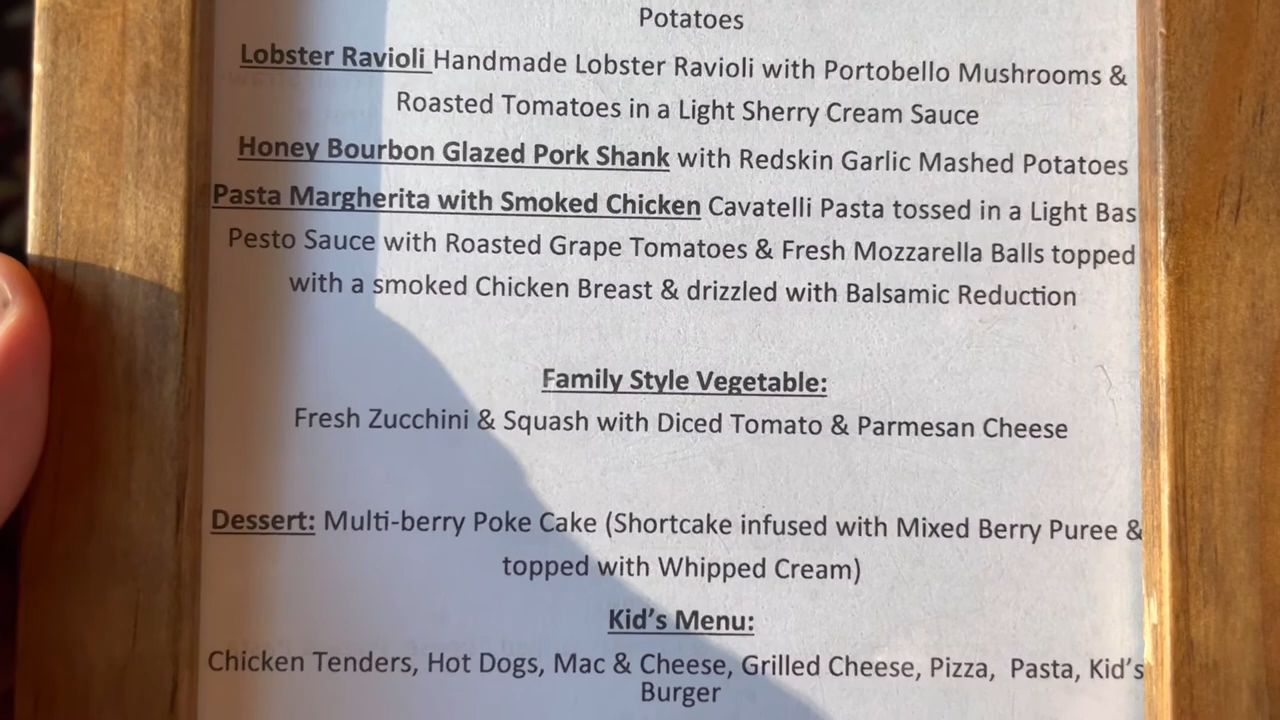 Potatoes
Lobster Ravioli Handmade Lobster Ravioli with Portobello Mushrooms &
Roasted Tomatoes in a Light Sherry Cream Sauce
Honey Bourbon Glazed Pork Shank with Redskin Garlic Mashed Potatoes
Pasta Margherita with Smoked Chicken Cavatelli Pasta tossed in a Light Bas
Pesto Sauce with Roasted Grape Tomatoes & Fresh Mozzarella Balls topped
with a smoked Chicken Breast & drizzled with Balsamic Reduction
Family Style Vegetable:
Fresh Zucchini & Squash with Diced Tomato & Parmesan Cheese
Dessert: Multi-berry Poke Cake (Shortcake infused with Mixed Berry Puree &
topped with Whipped Cream)
Kid's Menu:
Chicken Tenders, Hot Dogs, Mac & Cheese, Grilled Cheese, Pizza, Pasta, Kid's
Burger